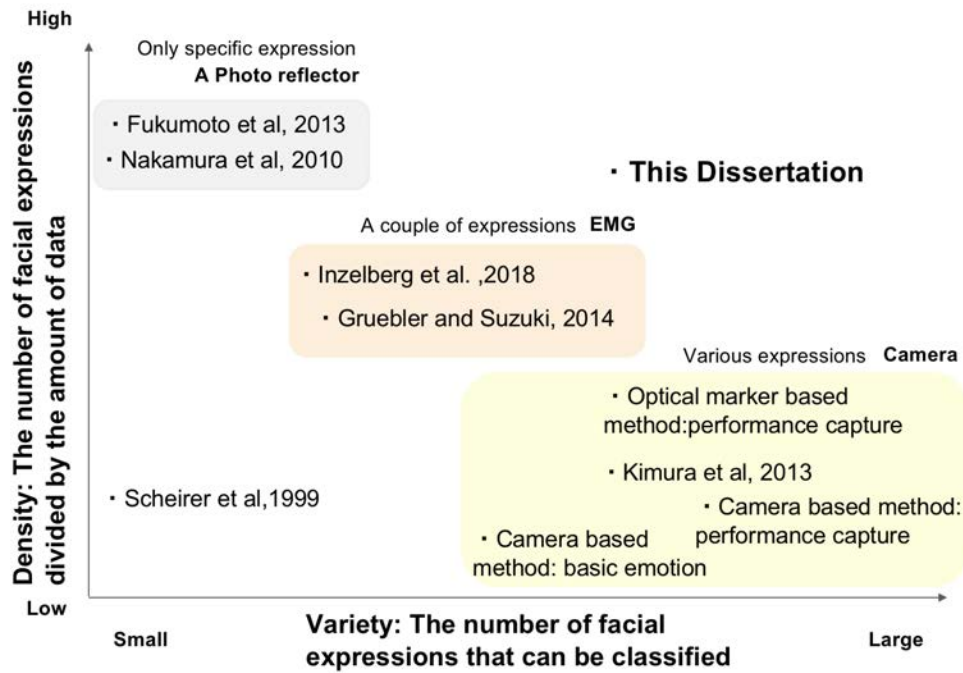 High
Only specific expression
A Photo reflector
・Fukumoto et al, 2013
・Nakamura et al, 2010
・This Dissertation
A couple of expressions EMG
・Inzelberg et al. ,2018
・Gruebler and Suzuki, 2014
Various expressions Camera
・Optical marker based
method:performance capture
・Kimura et al, 2013
・Scheirer et al,1999
・Camera based method:
performance capture
・Camera based
method: basic emotion
Density: The number of facial expressions
divided by the amount of data
Low
Small
Variety: The number of facial
expressions that can be classified
Large